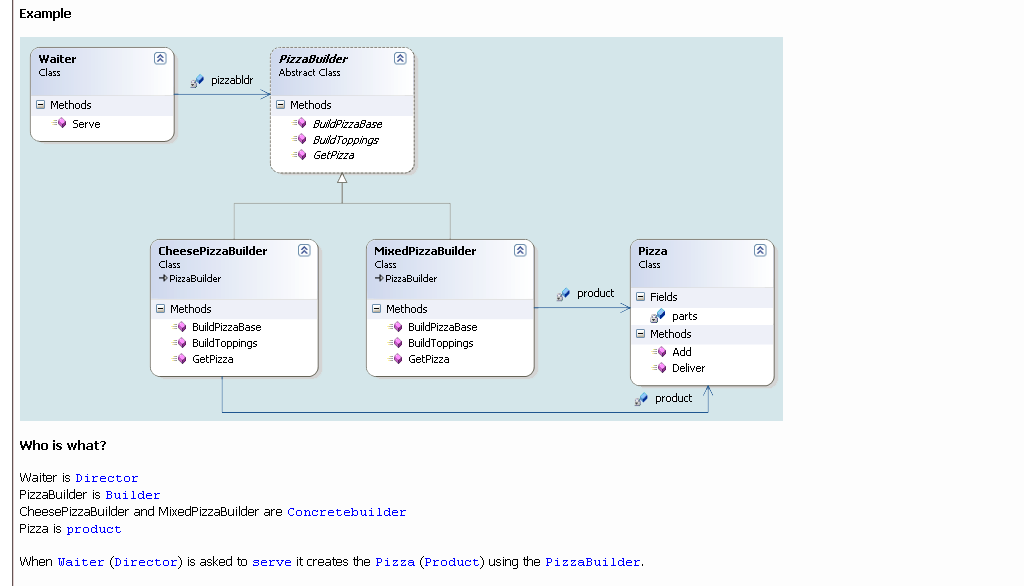 Example
Waiter
Class
Methods
Serve
pizzabldr
PizzaBuilder
Abstract Class
Methods
BuildPizzaBase
BuildToppings
GetPizza
CheesePizzaBuilder
Class
PizzaBuilder
Methods
BuildPizzaBase
BuildToppings
GetPizza
MixedPizzaBuilder
Class
PizzaBuilder
Methods
BuildPizzaBase
BuildToppings
GetPizza
product
Pizza
Class
Fields
parts
Methods
Add
Deliver
product
Who is what?
Waiter is Director
PizzaBuilder is Builder
CheesePizzaBuilder and MixedPizzaBuilder are Concretebuilder
Pizza is product
When Waiter (Director) is asked to serve it creates the Pizza (Product) using the PizzaBuilder.